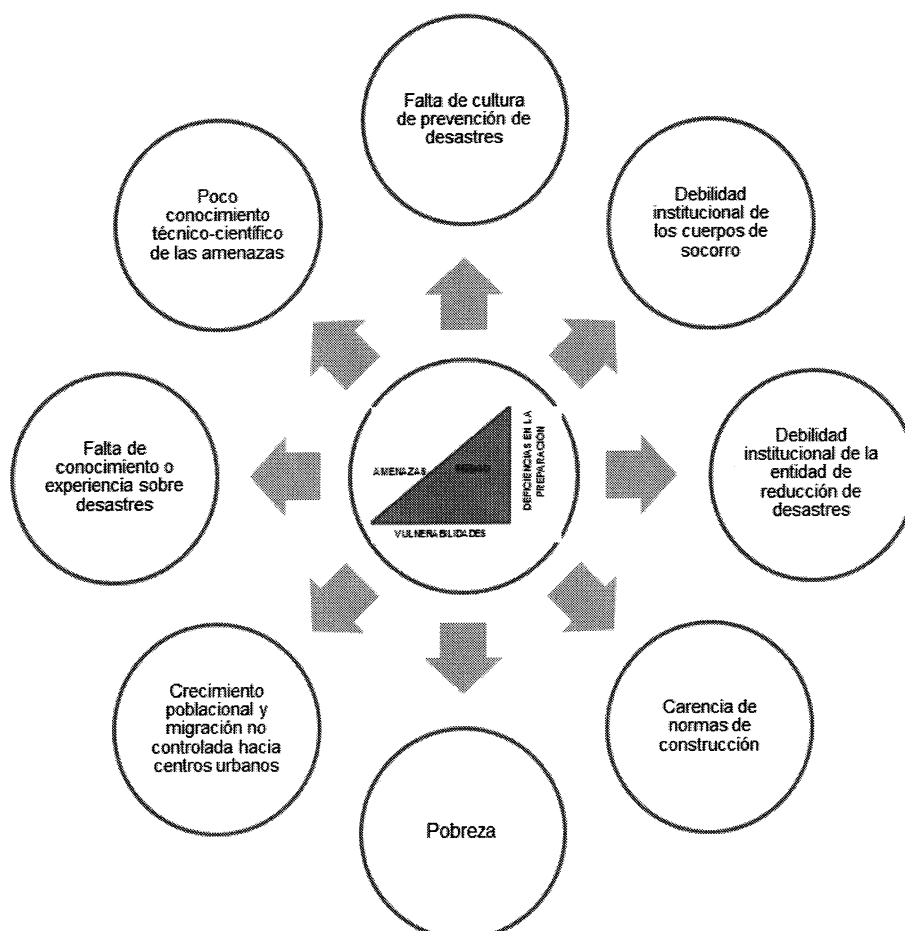 Falta de cultura
de prevención de
desastres
Debilidad
institucional de
los cuerpos de
socorro
Debilidad
institucional de la
entidad de
reducción de
desastres
Carencia de
normas de
construcción
Pobreza
Crecimiento
poblacional y
migración no
controlada hacia
centros urbanos
Falta de
conocimiento o
experiencia sobre
desastres
Poco
conocimiento
técnico-científico
de las amenazas
AMENAZAS
VULNERABILIDADES
DEFICIENCIAS EN LA
PREPARACIÓN